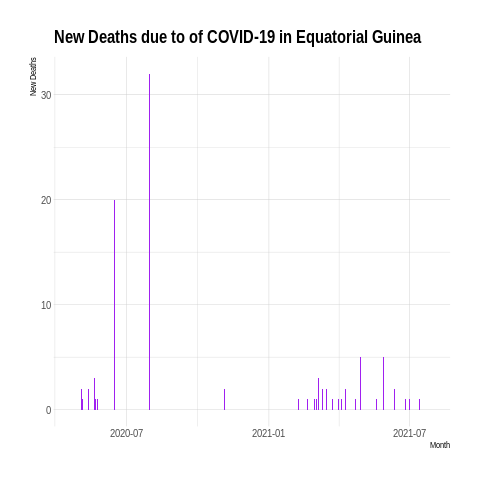 New Deaths due to of COVID-19 in Equatorial Guinea
New Deaths
30
20
10
0
2020-07
2021-01
2021-07
Month